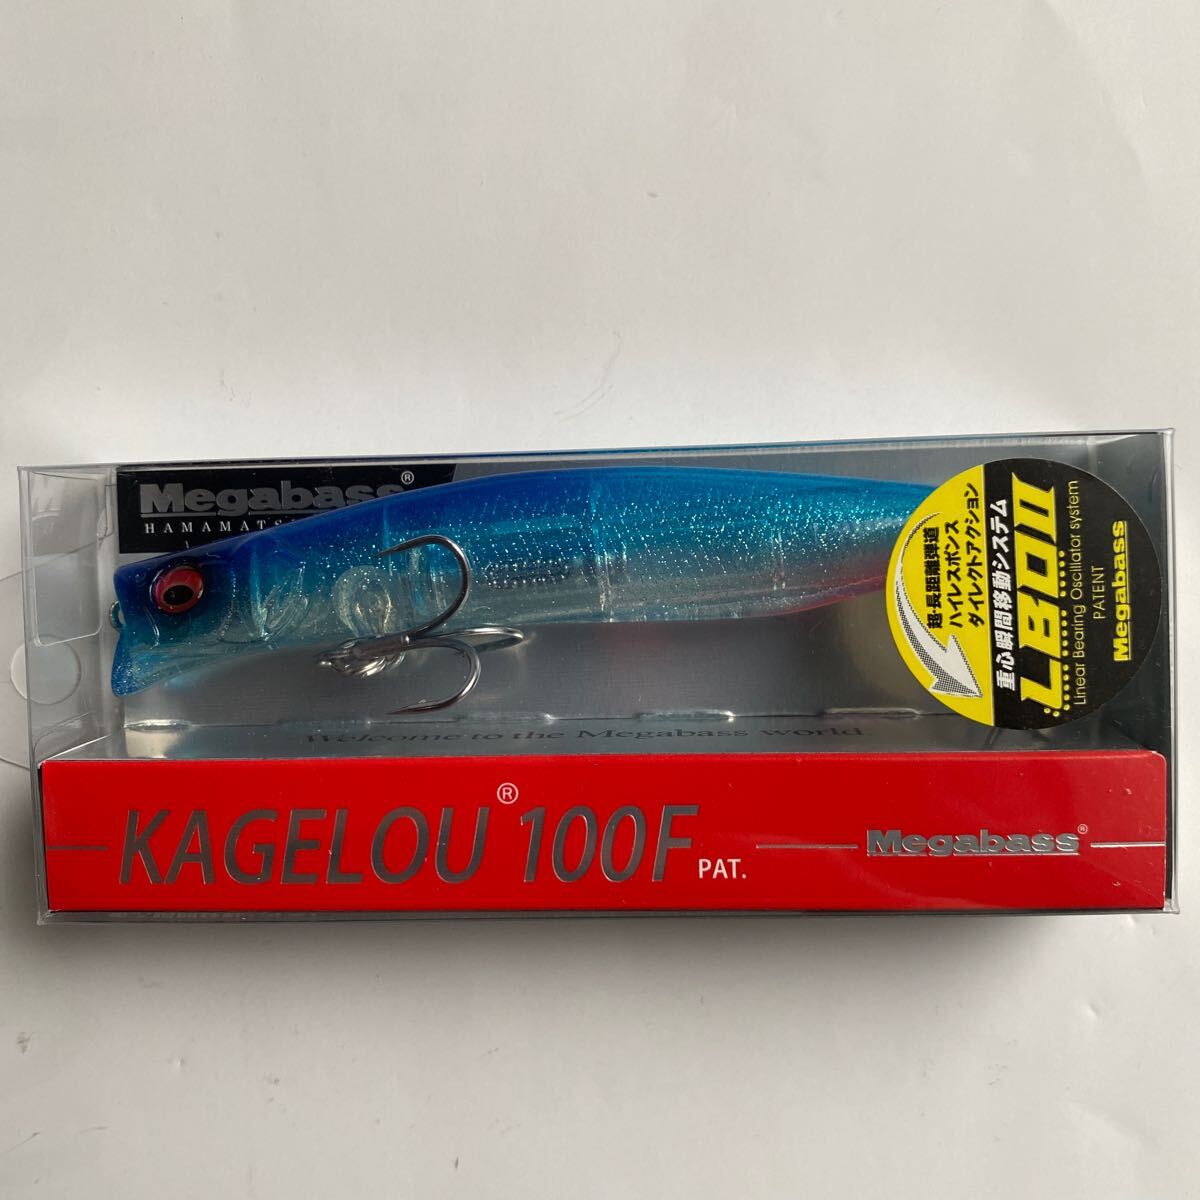 Megabass®
HAMAMATS
超・長距離弾道
ハイレスポンス
ダイレクトアクション
重心瞬間移動システム
LBOII
Linear Bearing Oscillator system
PATENT
Megabass
Welcome to the Megabass world.
KAGELOU® 100F PAT.
Megabass®